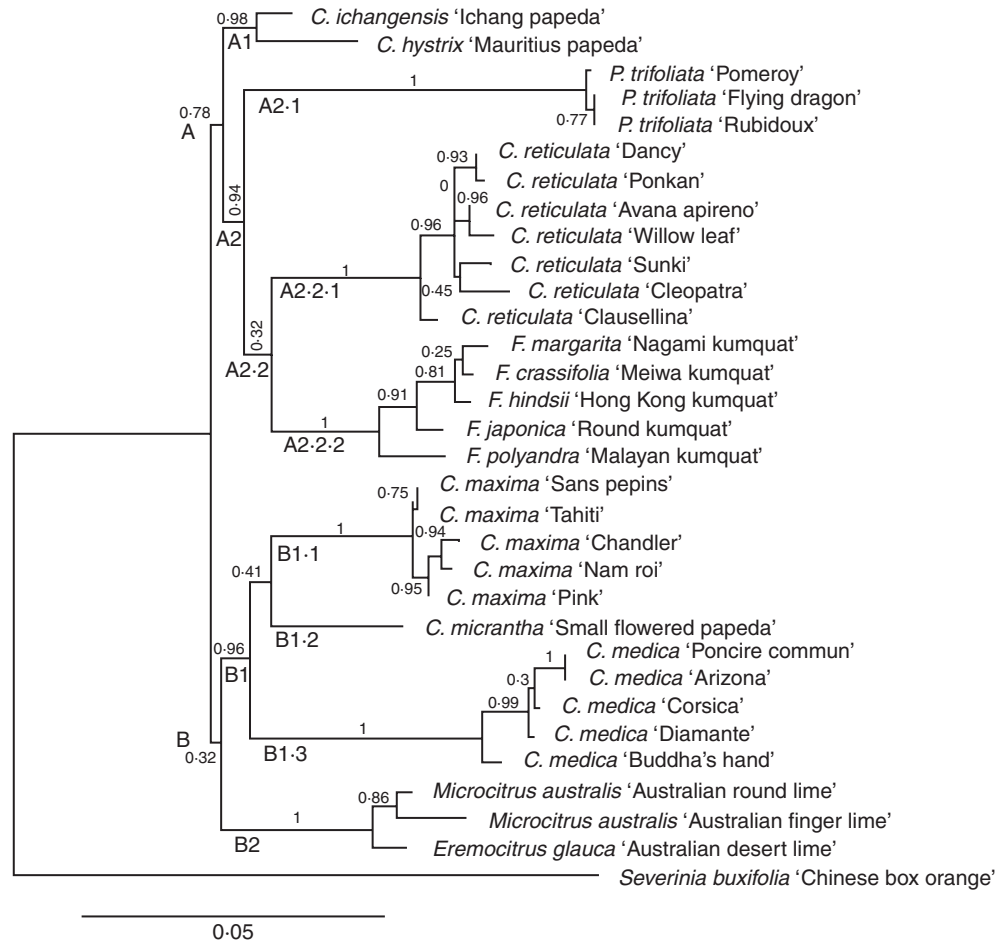 0·98
C. ichangensis ‘Ichang papeda’
A1
C. hystrix ‘Mauritius papeda’
1
P. trifoliata ‘Pomeroy’
A2·1
P. trifoliata ‘Flying dragon’
0·77
P. trifoliata ‘Rubidoux’
0·78
A
0·93
C. reticulata ‘Dancy’
0
C. reticulata ‘Ponkan’
0·94
0·96
C. reticulata ‘Avana apireno’
A2
0·96
C. reticulata ‘Willow leaf’
1
C. reticulata ‘Sunki’
A2·2·1
0·45
C. reticulata ‘Cleopatra’
C. reticulata ‘Clausellina’
0·32
0·25
F. margarita ‘Nagami kumquat’
A2·2
0·81
F. crassifolia ‘Meiwa kumquat’
0·91
F. hindsii ‘Hong Kong kumquat’
1
F. japonica ‘Round kumquat’
A2·2·2
F. polyandra ‘Malayan kumquat’
0·75
C. maxima ‘Sans pepins’
C. maxima ‘Tahiti’
1
0·94
C. maxima ‘Chandler’
B1·1
C. maxima ‘Nam roi’
0·41
0·95
C. maxima ‘Pink’
B1·2
C. micrantha ‘Small flowered papeda’
0·96
B1
1
C. medica ‘Poncire commun’
0·3
C. medica ‘Arizona’
0·99
C. medica ‘Corsica’
1
C. medica ‘Diamante’
B
0·32
B1·3
C. medica ‘Buddha’s hand’
0·86
Microcitrus australis ‘Australian round lime’
1
Microcitrus australis ‘Australian finger lime’
B2
Eremocitrus glauca ‘Australian desert lime’
Severinia buxifolia ‘Chinese box orange’
0·05